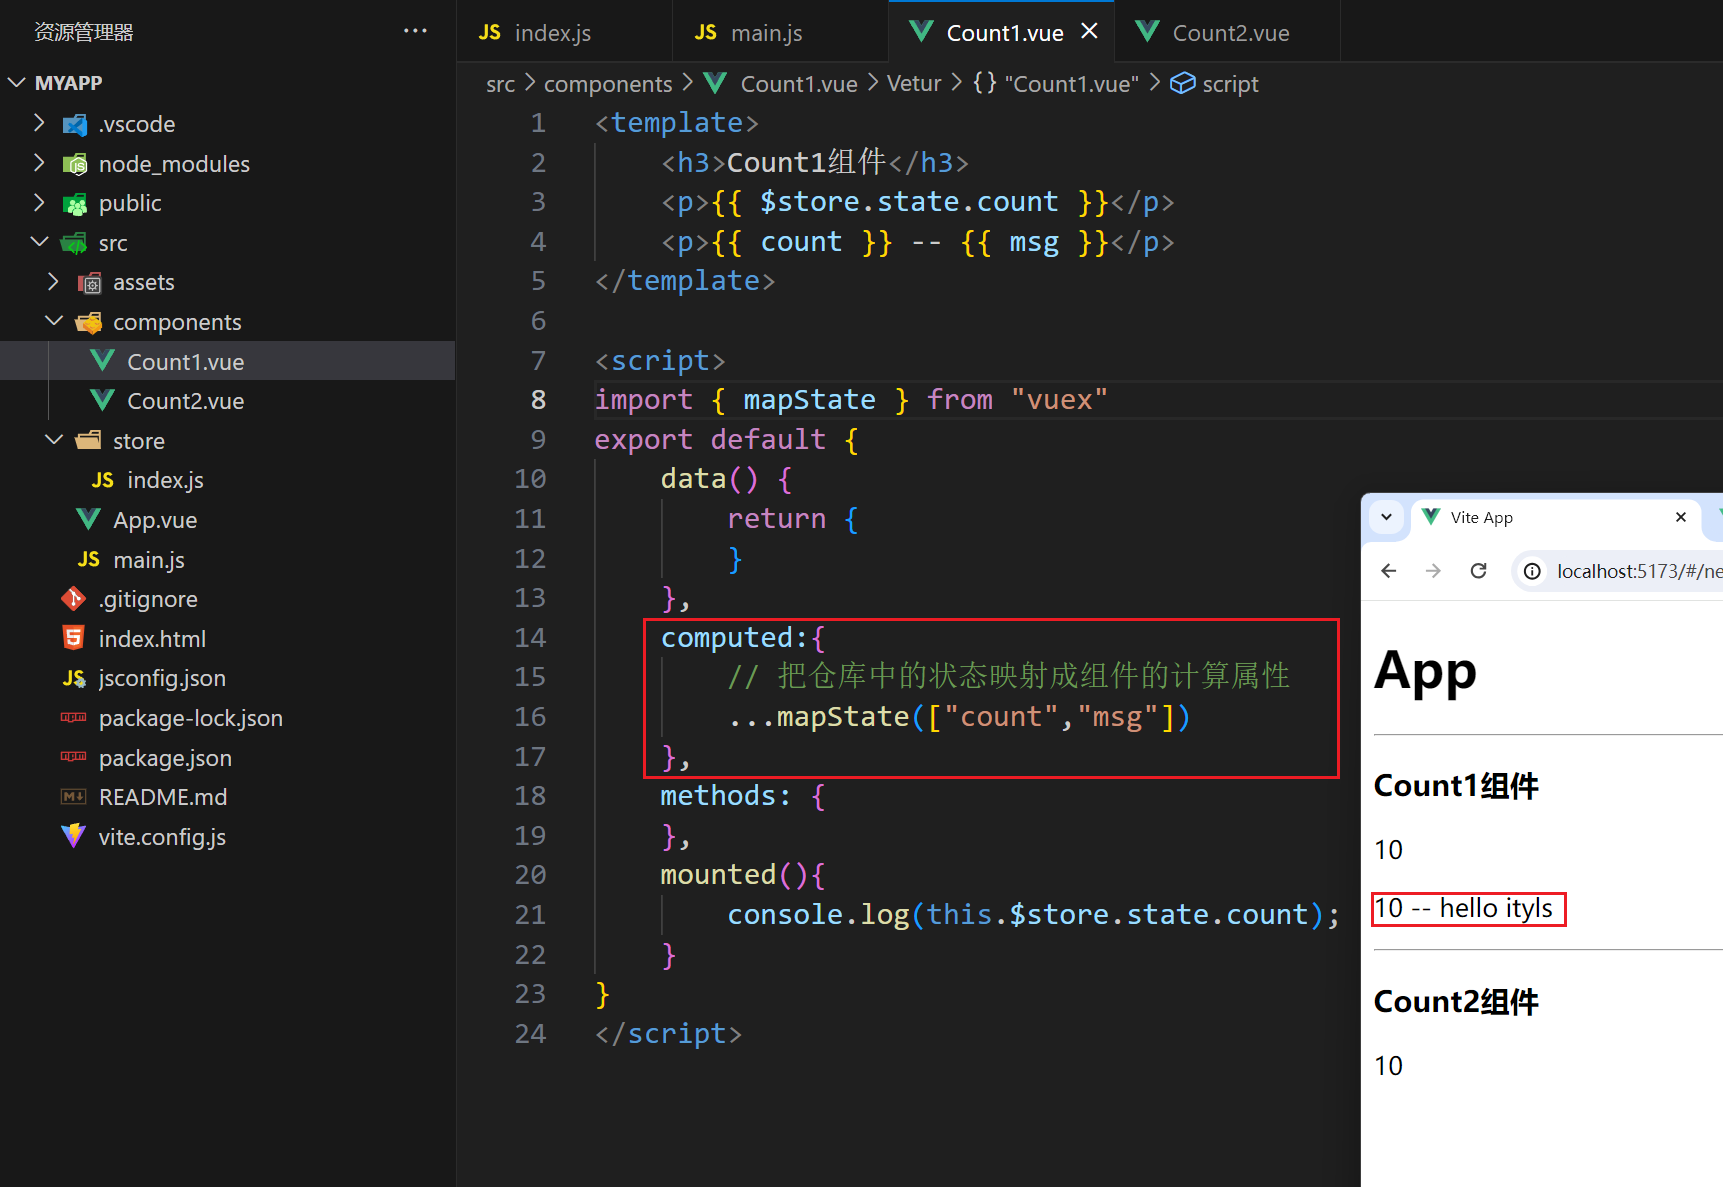 资源管理器 ···
MYAPP
.vscode
node_modules
public
src
assets
components
Count1.vue
Count2.vue
store
JS index.js
App.vue
JS main.js
.gitignore
index.html
JS jsconfig.json
package-lock.json
package.json
README.md
vite.config.js
JS index.js
JS main.js
Count1.vue
Count2.vue
src > components > Count1.vue > Vetur > {} "Count1.vue" > script
1 <template>
2 <h3>Count1组件</h3>
3 <p>{{ $store.state.count }}</p>
4 <p>{{ count }} -- {{ msg }}</p>
5 </template>
6
7 <script>
8 import { mapState } from "vuex"
9 export default {
10 data() {
11 return {
12 }
13 },
14 computed:{
15 // 把仓库中的状态映射成组件的计算属性
16 ...mapState(["count","msg"])
17 },
18 methods: {
19 },
20 mounted(){
21 console.log(this.$store.state.count);
22 }
23 }
24 </script>
Vite App
localhost:5173/#/ne
App
Count1组件
10
10 -- hello ityls
Count2组件
10